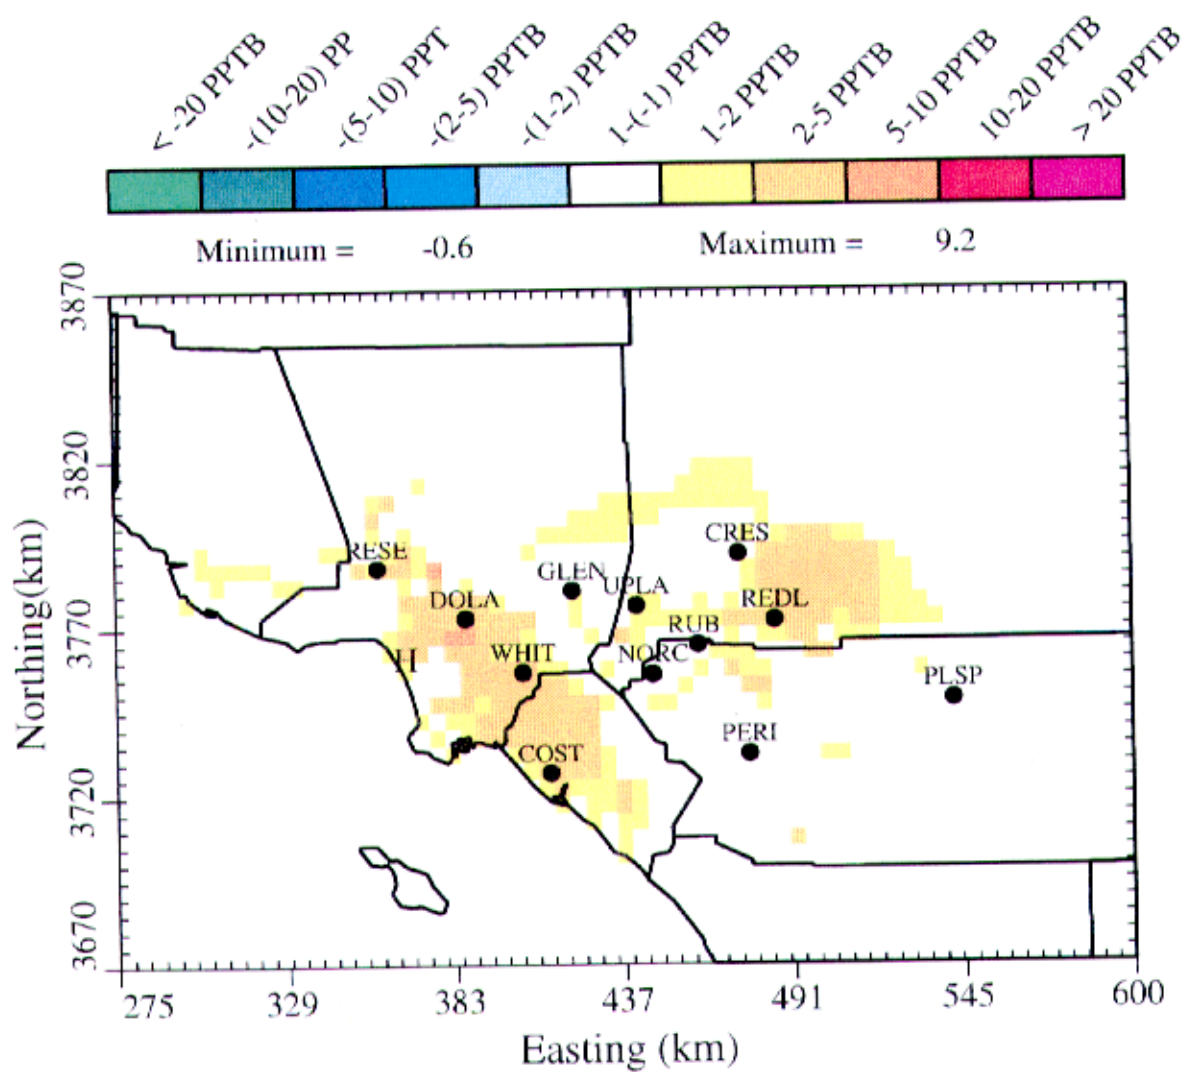 < -20 PPTB
-(10-20) PP
-(5-10) PPT
-(2-5) PPTB
-(1-2) PPTB
1-(-1) PPTB
1-2 PPTB
2-5 PPTB
5-10 PPTB
10-20 PPTB
> 20 PPTB
Minimum = -0.6 Maximum = 9.2
3870
3820
3770
3720
3670
Northing(km)
CRES
RESE
GLEN
UPLA
DOLA
REDL
RUB
WHIT
NORC
H
PLSP
PERI
COST
275 329 383 437 491 545 600
Easting (km)